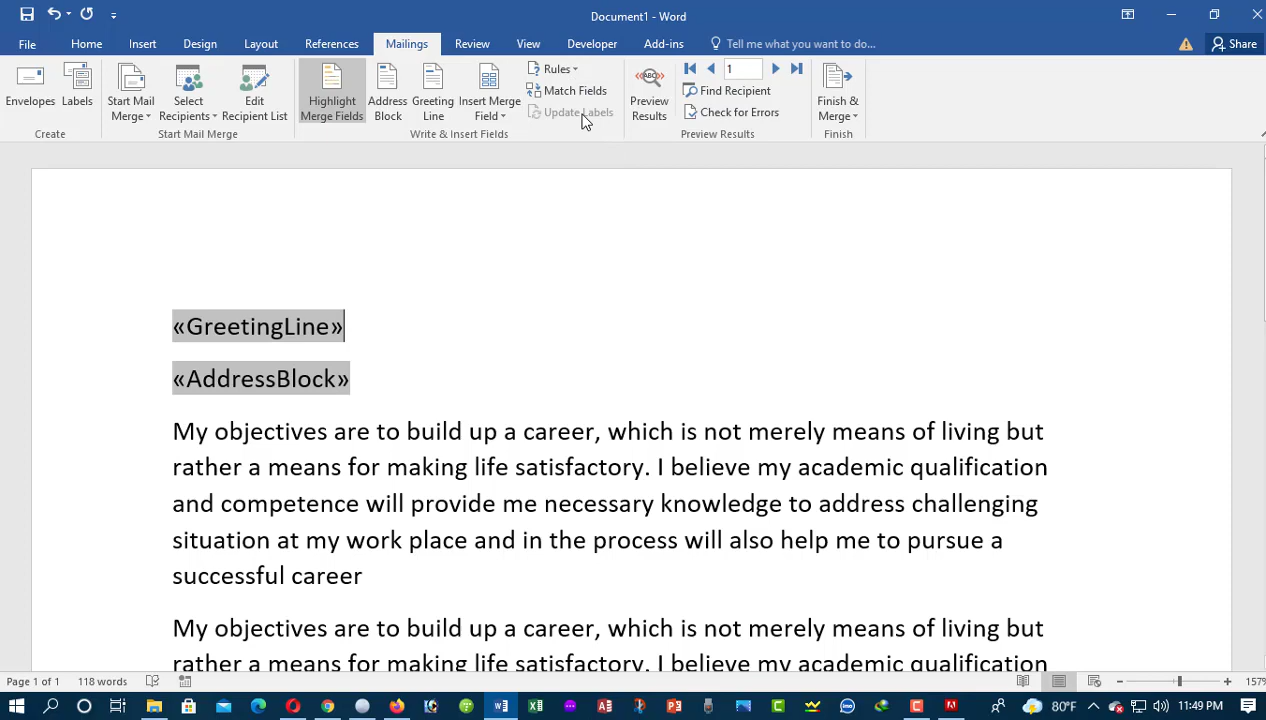 Document1 - Word
Share
File Home Insert Design Layout References Mailings Review View Developer Add-ins Tell me what you want to do...
Envelopes
Labels
Create
Start Mail
Merge
Select
Recipients
Edit
Recipient List
Start Mail Merge
Highlight
Merge Fields
Address
Block
Greeting
Line
Insert Merge
Field
Rules
Match Fields
Update Labels
Write & Insert Fields
ABC
Preview
Results
1
Find Recipient
Check for Errors
Preview Results
Finish &
Merge
Finish
«GreetingLine»
«AddressBlock»
My objectives are to build up a career, which is not merely means of living but
rather a means for making life satisfactory. I believe my academic qualification
and competence will provide me necessary knowledge to address challenging
situation at my work place and in the process will also help me to pursue a
successful career
My objectives are to build up a career, which is not merely means of living but
rather a means for making life satisfactory. I believe my academic qualification
Page 1 of 1 118 words
157%
80°F
11:49 PM